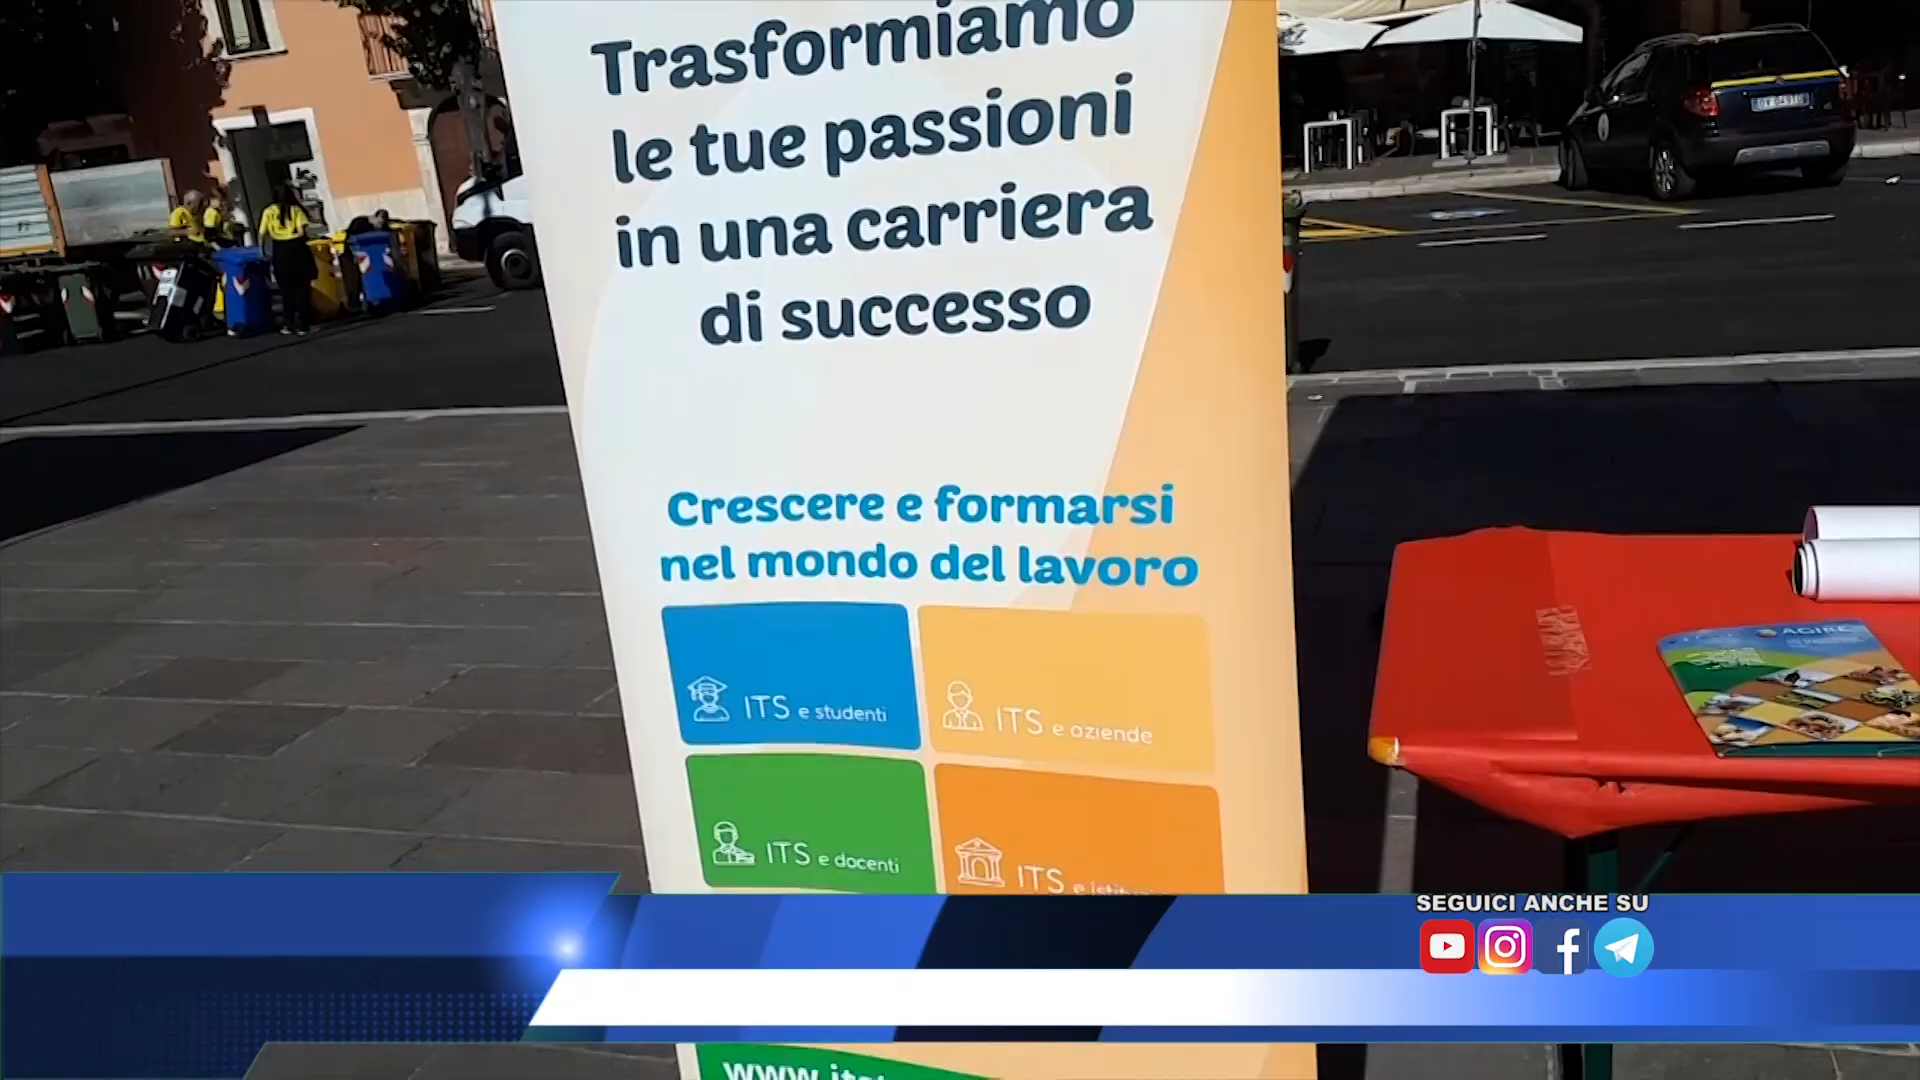 Trasformiamo
le tue passioni
in una carriera
di successo
Crescere e formarsi
nel mondo del lavoro
ITS e studenti
ITS e aziende
ITS e docenti
ITS
SEGUICI ANCHE SU